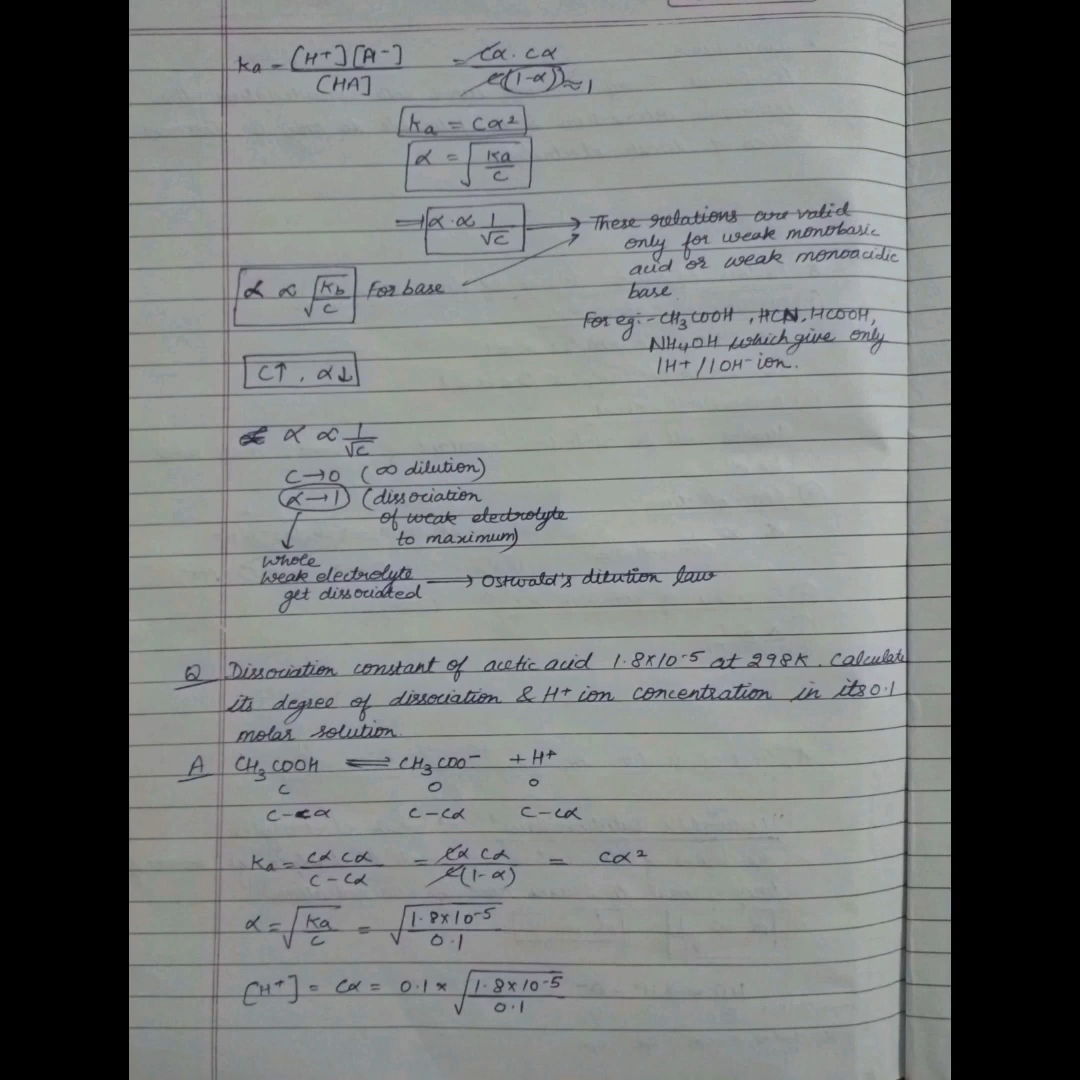 Ka = [H+][A-] / [HA] = Cα·Cα / C(1-α) ≈ 1
Ka = Cα²
α = √(Ka/C)
⇒ α ∝ 1/√C → These relations are valid
only for weak monobasic
acid or weak monoacidic
base
α ∝ √(Kb/C) For base
For eg:- CH3COOH, HCN, HCOOH,
NH4OH which give only
1H+ / 1OH- ion.
C↑, α↓
α ∝ 1/√C
C→0 (∞ dilution)
α→1 (dissociation
of weak electrolyte
to maximum)
whole
weak electrolyte → Ostwald's dilution law
get dissociated
Q Dissociation constant of acetic acid 1.8×10-5 at 298K. Calculate
its degree of dissociation & H+ ion concentration in its 0.1
molar solution.
A CH3COOH ⇌ CH3COO- + H+
C 0 0
C-Cα C-Cα C-Cα
Ka = Cα Cα / C-Cα = Cα Cα / C(1-α) = Cα²
α = √(Ka/C) = √(1.8×10-5 / 0.1)
[H+] = Cα = 0.1 × √(1.8×10-5 / 0.1)